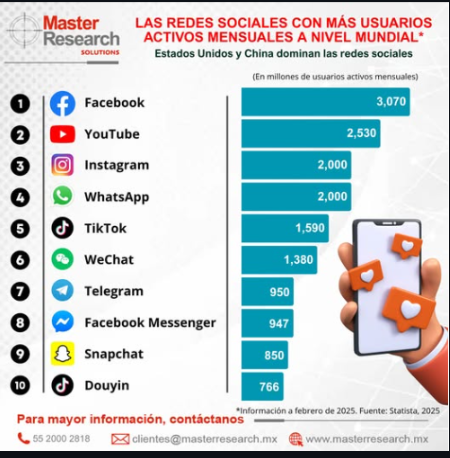 Master
Research
SOLUTIONS
LAS REDES SOCIALES CON MÁS USUARIOS
ACTIVOS MENSUALES A NIVEL MUNDIAL*
Estados Unidos y China dominan las redes sociales
(En millones de usuarios activos mensuales)
1 Facebook 3,070
2 YouTube 2,530
3 Instagram 2,000
4 WhatsApp 2,000
5 TikTok 1,590
6 WeChat 1,380
7 Telegram 950
8 Facebook Messenger 947
9 Snapchat 850
10 Douyin 766
*Información a febrero de 2025. Fuente: Statista, 2025
Para mayor información, contáctanos
55 2000 2818 clientes@masterresearch.mx www.masterresearch.mx